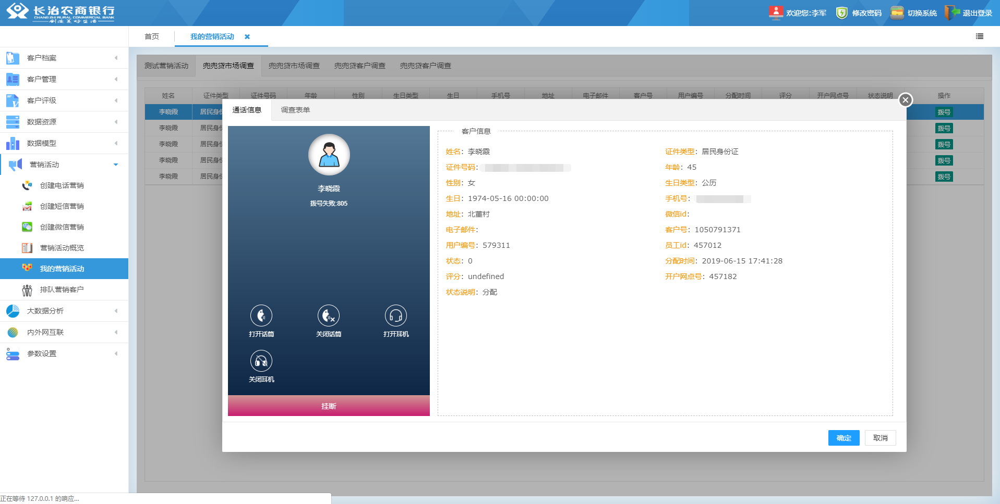 长治农商银行
CHANG ZHI RURAL COMMERCIAL BANK
创造美好生活
欢迎您:李军
修改密码
切换系统
退出登录
首页
我的营销活动
客户档案
客户管理
客户评级
数据资源
数据模型
营销活动
创建电话营销
创建短信营销
创建微信营销
营销活动概览
我的营销活动
排队营销客户
大数据分析
内外网互联
参数设置
测试营销活动 兜兜贷市场调查 兜兜贷市场调查 兜兜贷客户调查 兜兜贷客户调查
姓名 证件类型 证件号码 年龄 性别 生日类型 生日 手机号 地址 电子邮件 客户号 用户编号 分配时间 评分 开户网点号 状态说明 操作
李晓霞 居民身份 拨号
李晓霞 居民身份 拨号
李晓霞 居民身份 拨号
李晓霞 居民身份 拨号
李晓霞 居民身份 拨号
通话信息 调查表单
李晓霞
拨号失败:805
打开话筒 关闭话筒 打开耳机
关闭耳机
挂断
客户信息
姓名：李晓霞 证件类型：居民身份证
证件号码: 年龄：45
性别：女 生日类型：公历
生日：1974-05-16 00:00:00 手机号：
地址：北董村 微信id：
电子邮件： 客户号：1050791371
用户编号：579311 员工id：457012
状态：0 分配时间：2019-06-15 17:41:28
评分：undefined 开户网点号：457182
状态说明：分配
确定 取消
正在等待 127.0.0.1 的响应...